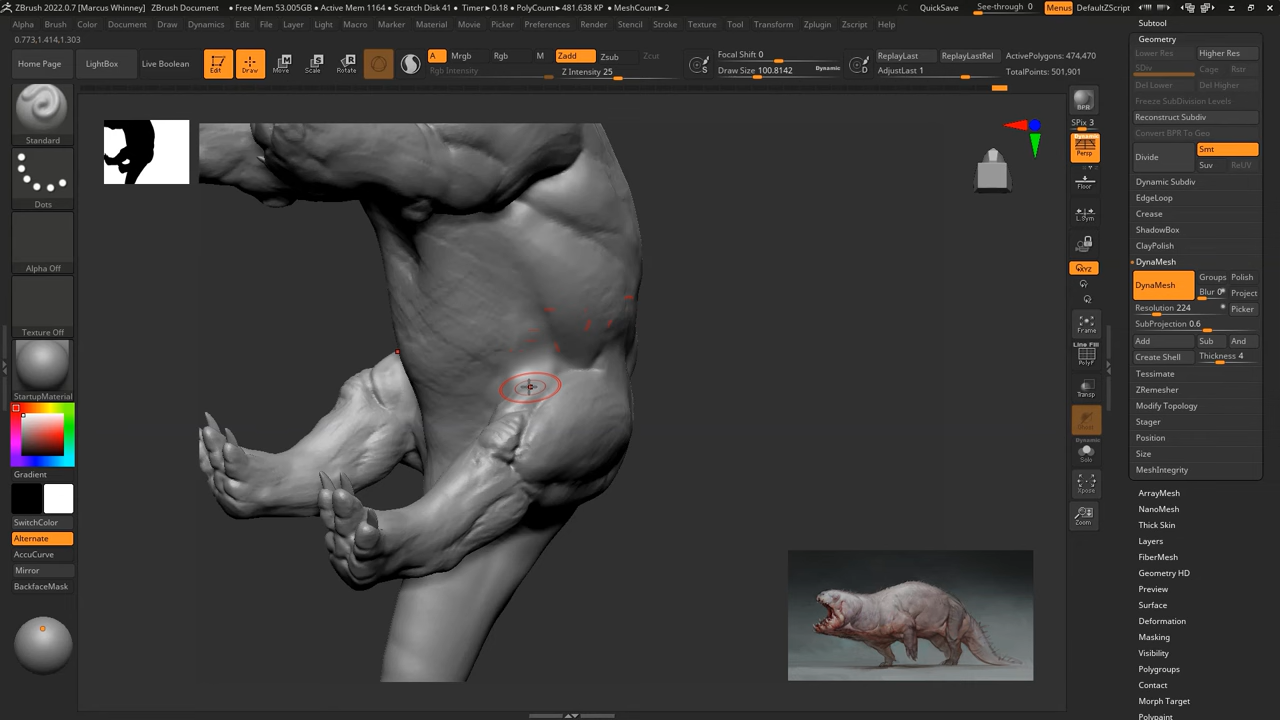 ZBrush 2022.0.7 [Marcus Whinney] ZBrush Document ● Free Mem 53.005GB ● Active Mem 1164 ● Scratch Disk 41 ● Timer▸0.18 ● PolyCount▸481.638 KP ● MeshCount▸2 AC QuickSave See-through 0 Menus DefaultZScript
Alpha Brush Color Document Draw Dynamics Edit File Layer Light Macro Marker Material Movie Picker Preferences Render Stencil Stroke Texture Tool Transform Zplugin Zscript Help
0.773,1.414,1.303
Home Page LightBox Live Boolean Edit Draw Move Scale Rotate
A Mrgb Rgb M Zadd Zsub Zcut
Rgb Intensity Z Intensity 25
Focal Shift 0
Draw Size 100.8142 Dynamic
S
D
ReplayLast ReplayLastRel
AdjustLast 1
ActivePolygons: 474,470
TotalPoints: 501,901
Standard
Dots
Alpha Off
Texture Off
StartupMaterial
Gradient
SwitchColor
Alternate
AccuCurve
Mirror
BackfaceMask
BPR
SPix 3
Dynamic
Persp
Floor
L.Sym
XYZ
Frame
Line Fill
PolyF
Transp
Dynamic
Solo
Xpose
Zoom
Subtool
Geometry
Lower Res Higher Res
SDiv Cage Rstr
Del Lower Del Higher
Freeze SubDivision Levels
Reconstruct Subdiv
Convert BPR To Geo
Divide Smt
Suv ReUV
Dynamic Subdiv
EdgeLoop
Crease
ShadowBox
ClayPolish
DynaMesh
DynaMesh Groups Polish
Blur 0 Project
Resolution 224 Picker
SubProjection 0.6
Add Sub And
Create Shell Thickness 4
Tessimate
ZRemesher
Modify Topology
Stager
Position
Size
MeshIntegrity
ArrayMesh
NanoMesh
Thick Skin
Layers
FiberMesh
Geometry HD
Preview
Surface
Deformation
Masking
Visibility
Polygroups
Contact
Morph Target
Polypaint